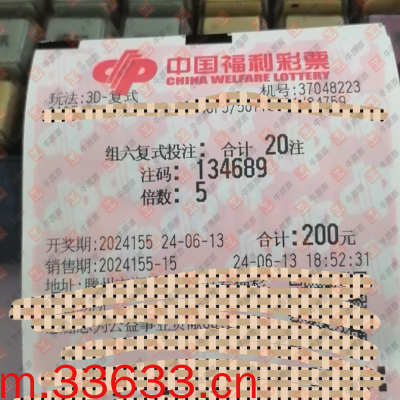 中国福利彩票
CHINA WELFARE LOTTERY
玩法:3D-复式 机号:37048223
组六复式投注: 合计 20注
注码: 134689
倍数: 5
开奖期:2024155 24-06-13 合计:200元
销售期:2024155-15 24-06-13 18:52:31
地址:
m.33633.cn